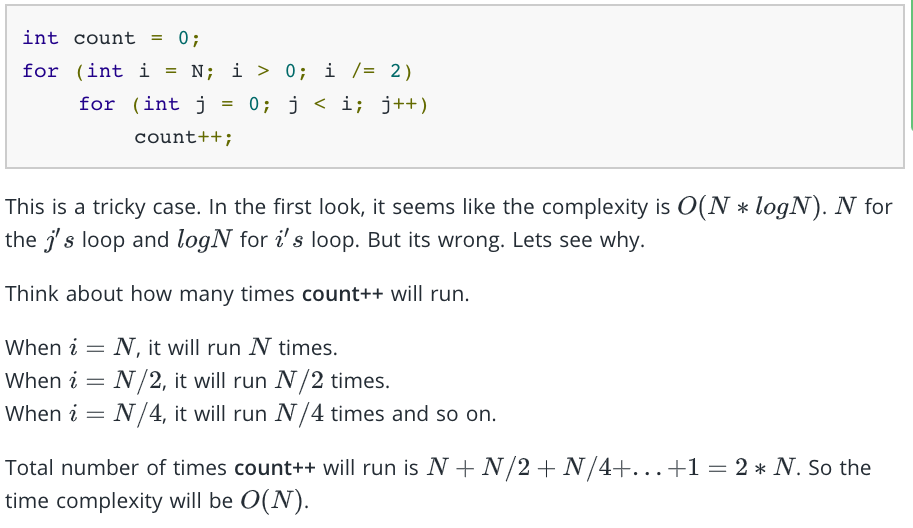 int count = 0;
for (int i = N; i > 0; i /= 2)
for (int j = 0; j < i; j++)
count++;
This is a tricky case. In the first look, it seems like the complexity is O(N ∗ logN). N for
the j′s loop and logN for i′s loop. But its wrong. Lets see why.
Think about how many times count++ will run.
When i = N, it will run N times.
When i = N/2, it will run N/2 times.
When i = N/4, it will run N/4 times and so on.
Total number of times count++ will run is N + N/2 + N/4+...+1 = 2 ∗ N. So the
time complexity will be O(N).